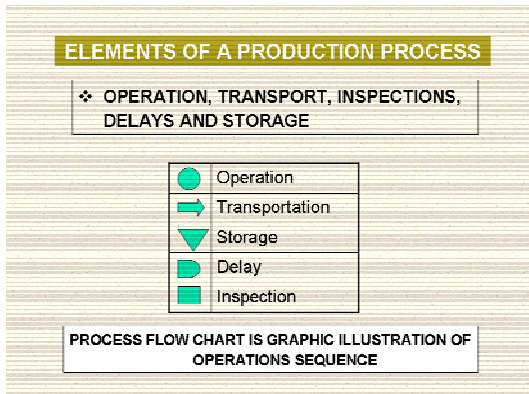 ELEMENTS OF A PRODUCTION PROCESS
❖ OPERATION, TRANSPORT, INSPECTIONS,
DELAYS AND STORAGE
Operation
Transportation
Storage
Delay
Inspection
PROCESS FLOW CHART IS GRAPHIC ILLUSTRATION OF
OPERATIONS SEQUENCE